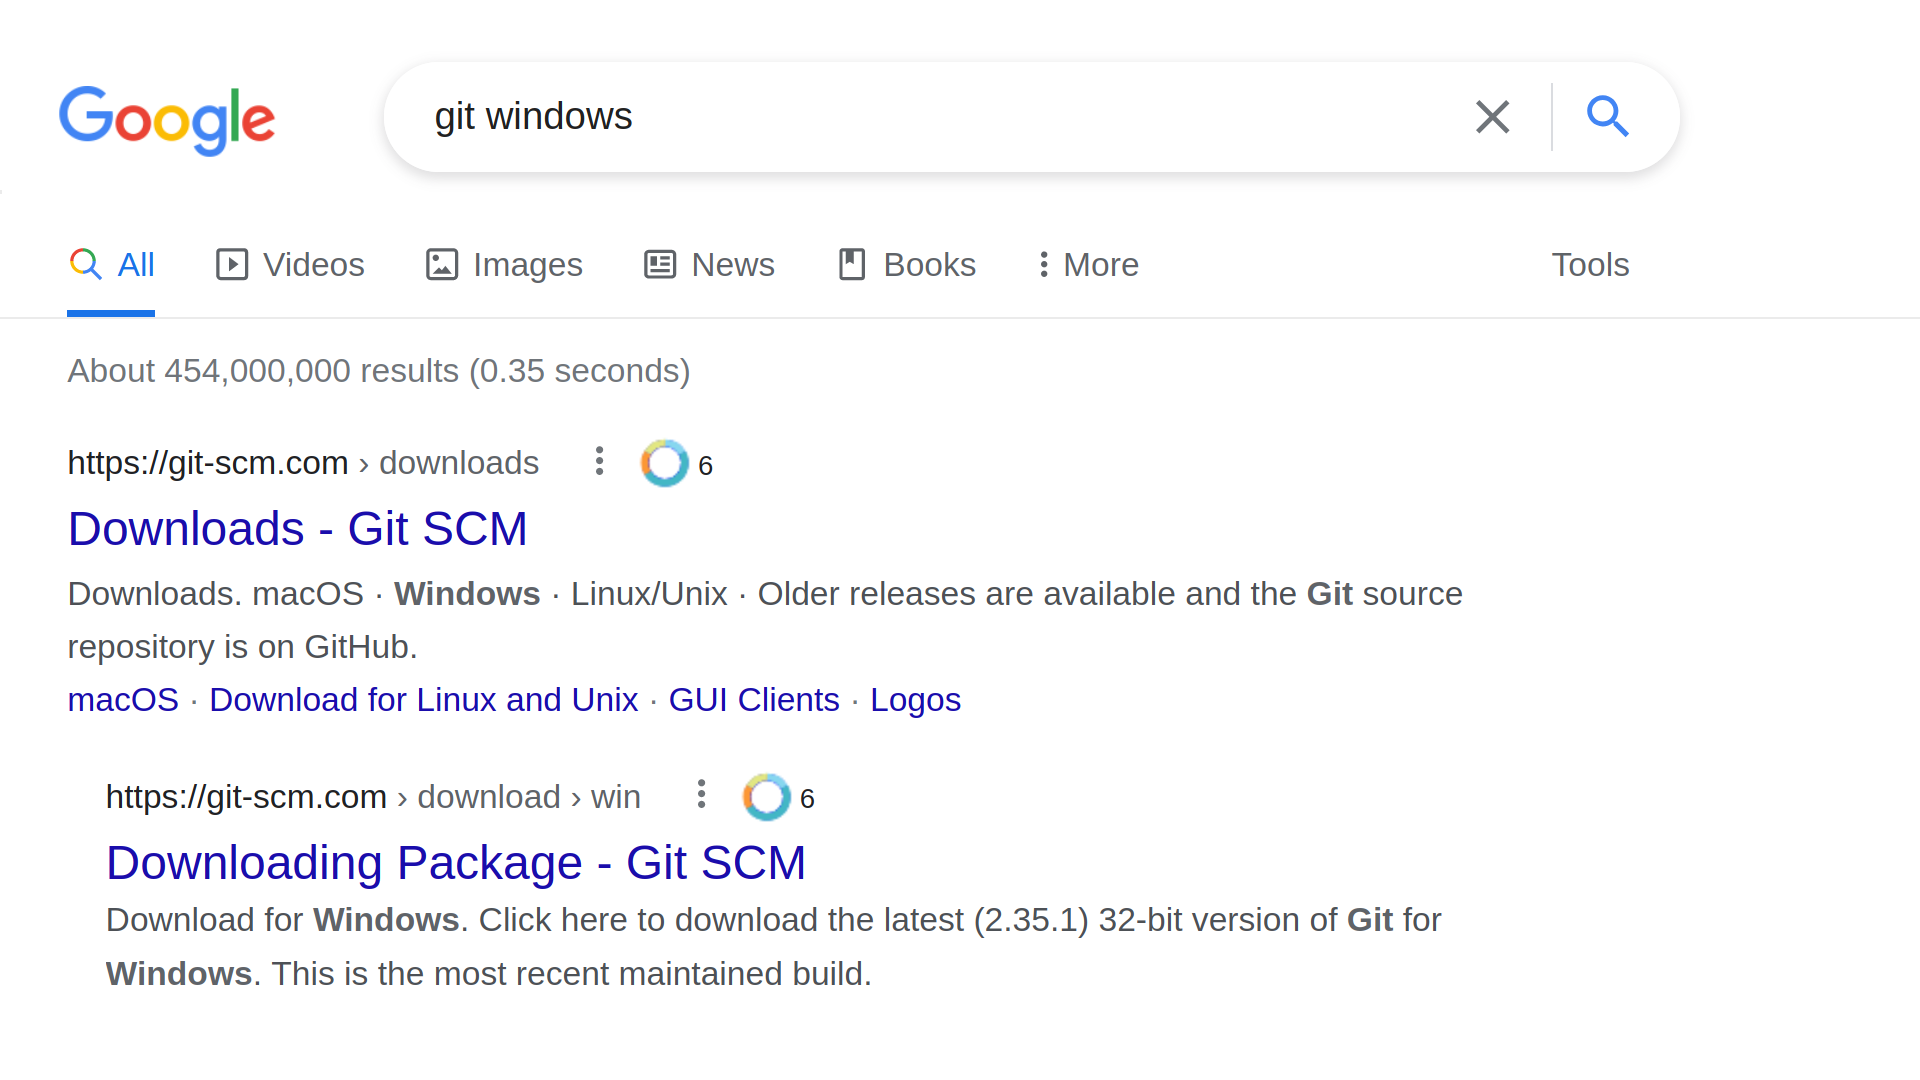 Google
git windows
All Videos Images News Books More Tools
About 454,000,000 results (0.35 seconds)
https://git-scm.com › downloads 6
Downloads - Git SCM
Downloads. macOS · Windows · Linux/Unix · Older releases are available and the Git source
repository is on GitHub.
macOS · Download for Linux and Unix · GUI Clients · Logos
https://git-scm.com › download › win 6
Downloading Package - Git SCM
Download for Windows. Click here to download the latest (2.35.1) 32-bit version of Git for
Windows. This is the most recent maintained build.